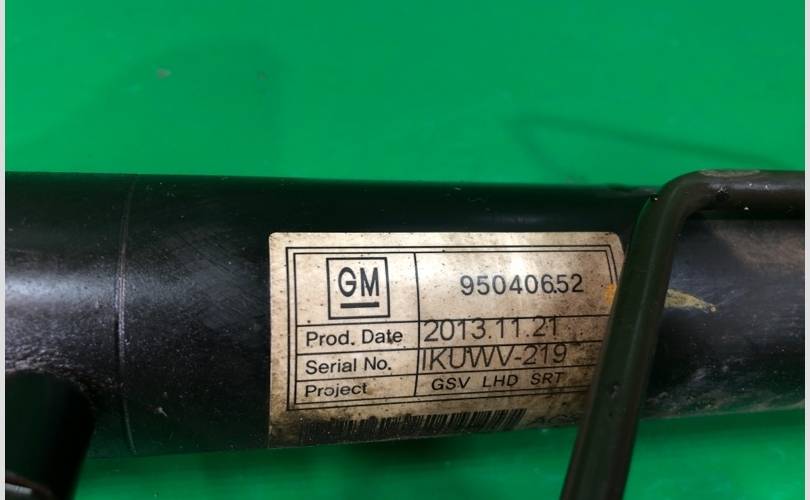 GM
95040652
Prod. Date 2013.11.21
Serial No. IKUWV-219
Project GSV LHD SRT